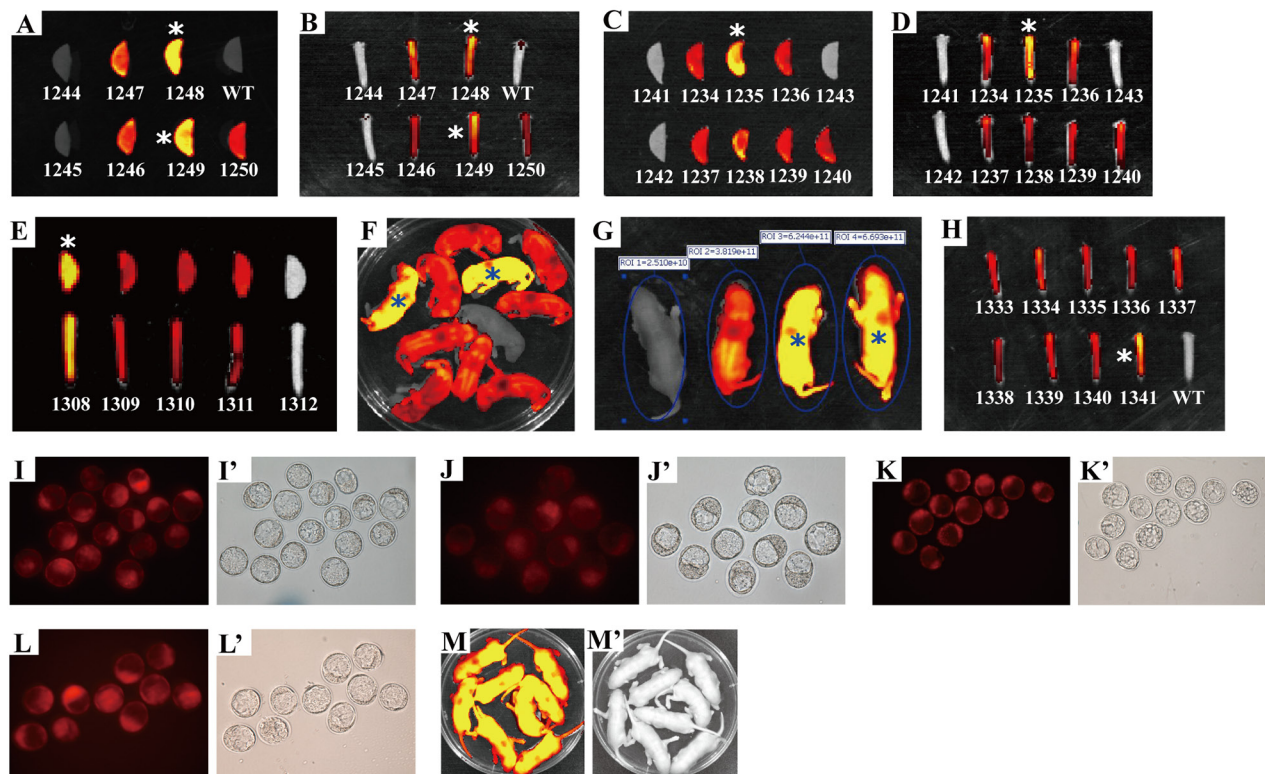 A
*
1244 1247 1248 WT
*
1245 1246 1249 1250
B
*
1244 1247 1248 WT
*
1245 1246 1249 1250
C
*
1241 1234 1235 1236 1243
1242 1237 1238 1239 1240
D
*
1241 1234 1235 1236 1243
1242 1237 1238 1239 1240
E
*
1308 1309 1310 1311 1312
F
*
*
G
ROI 1=2.510e+10
ROI 2=3.819e+11
ROI 3=6.244e+11
ROI 4=6.693e+11
* *
H
1333 1334 1335 1336 1337
*
1338 1339 1340 1341 WT
I
I’
J
J’
K
K’
L
L’
M
M’